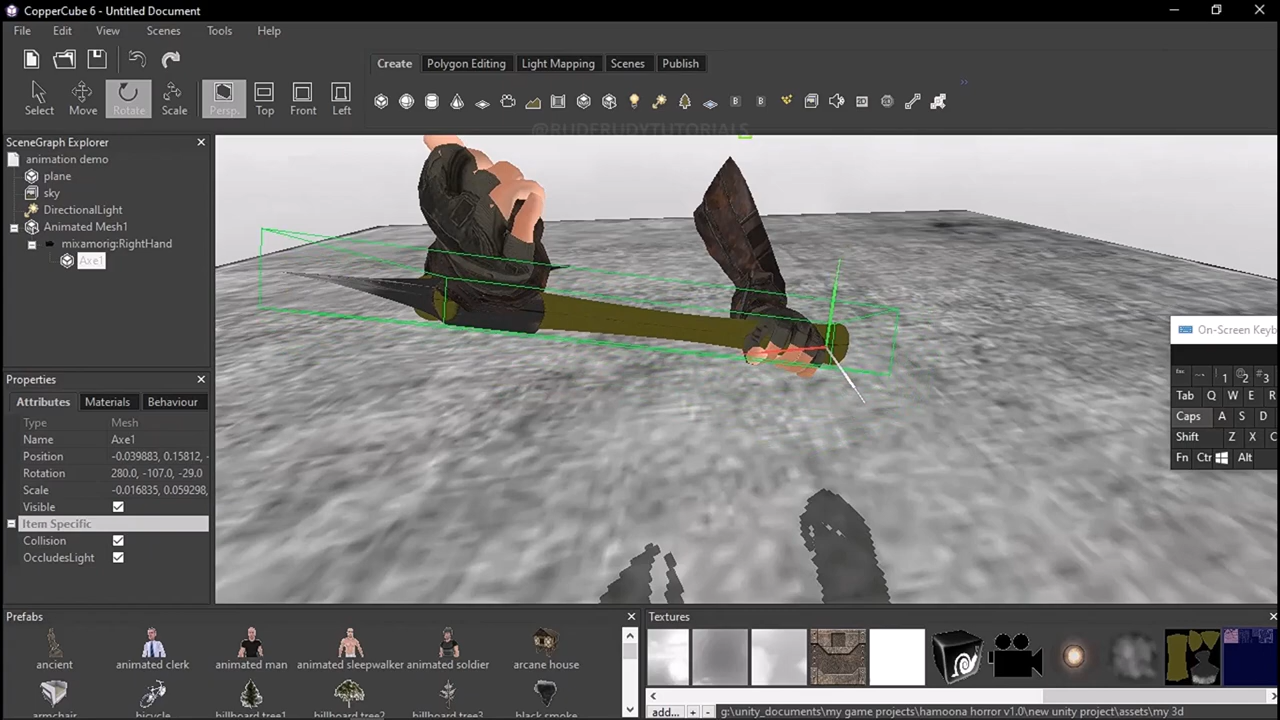 CopperCube 6 - Untitled Document
File Edit View Scenes Tools Help
Create Polygon Editing Light Mapping Scenes Publish
Select Move Rotate Scale Persp. Top Front Left
@RUDERUDYTUTORIALS
SceneGraph Explorer
animation demo
plane
sky
DirectionalLight
Animated Mesh1
mixamorig:RightHand
Axe1
Properties
Attributes Materials Behaviour
Type Mesh
Name Axe1
Position -0.039883, 0.15812, -
Rotation 280.0, -107.0, -29.0
Scale -0.016835, 0.059298,
Visible
Item Specific
Collision
OccludesLight
On-Screen Keyb
1 2 # 3
Tab Q W E R
Caps A S D
Shift Z X C
Fn Ctr Alt
Prefabs
ancient animated clerk animated man animated sleepwalker animated soldier arcane house
armchair bicycle billboard tree1 billboard tree2 billboard tree3 black smoke
Textures
add... + - g:\unity_documents\my game projects\hamoona horror v1.0\new unity project\assets\my 3d